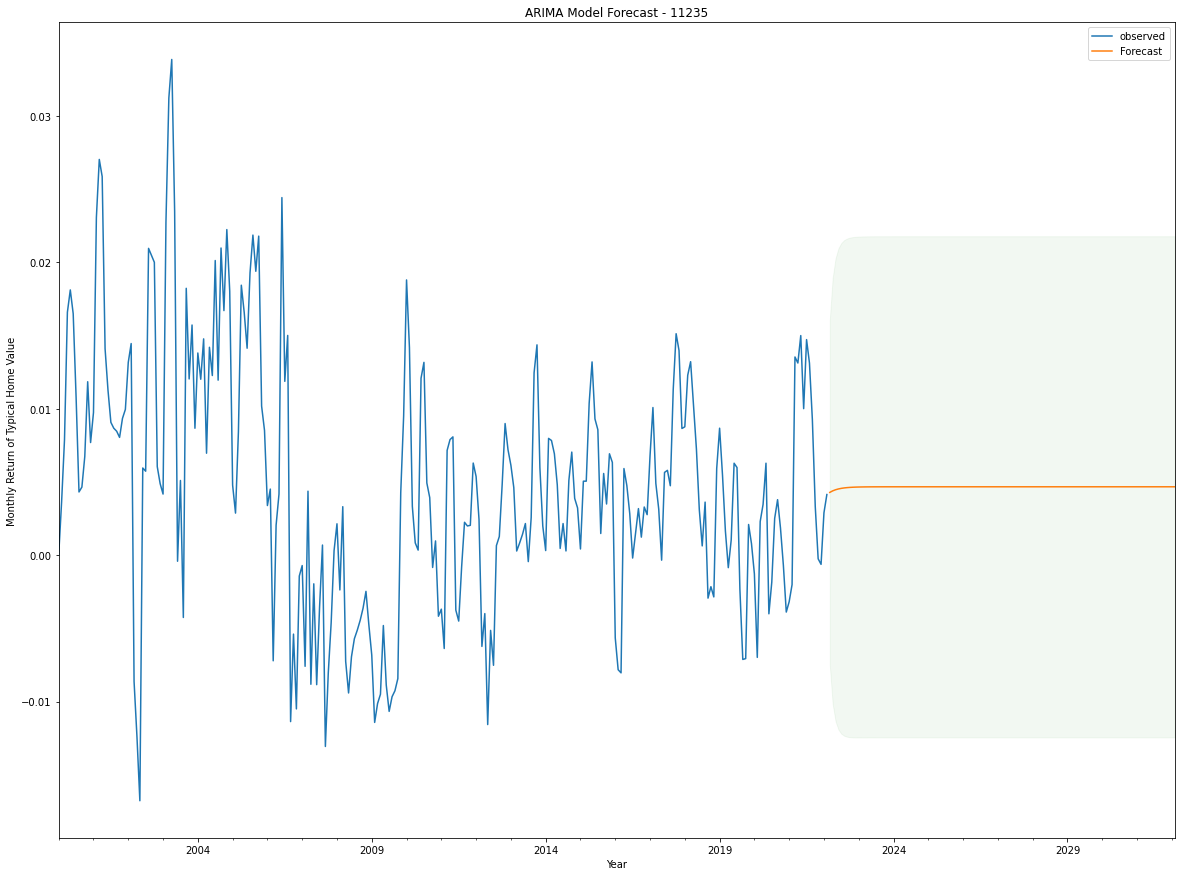 ARIMA Model Forecast - 11235
observed
Forecast
0.03
0.02
0.01
0.00
−0.01
Monthly Return of Typical Home Value
2004
2009
2014
2019
2024
2029
Year